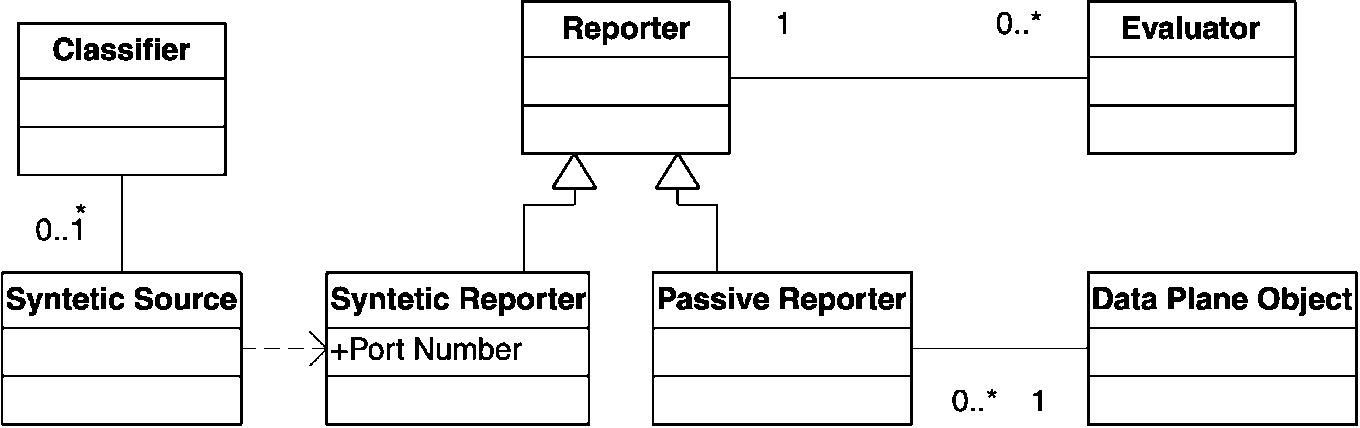 Classifier
Reporter
1
0..*
Evaluator
*
0..1
Syntetic Source
Syntetic Reporter
+Port Number
Passive Reporter
Data Plane Object
0..*
1